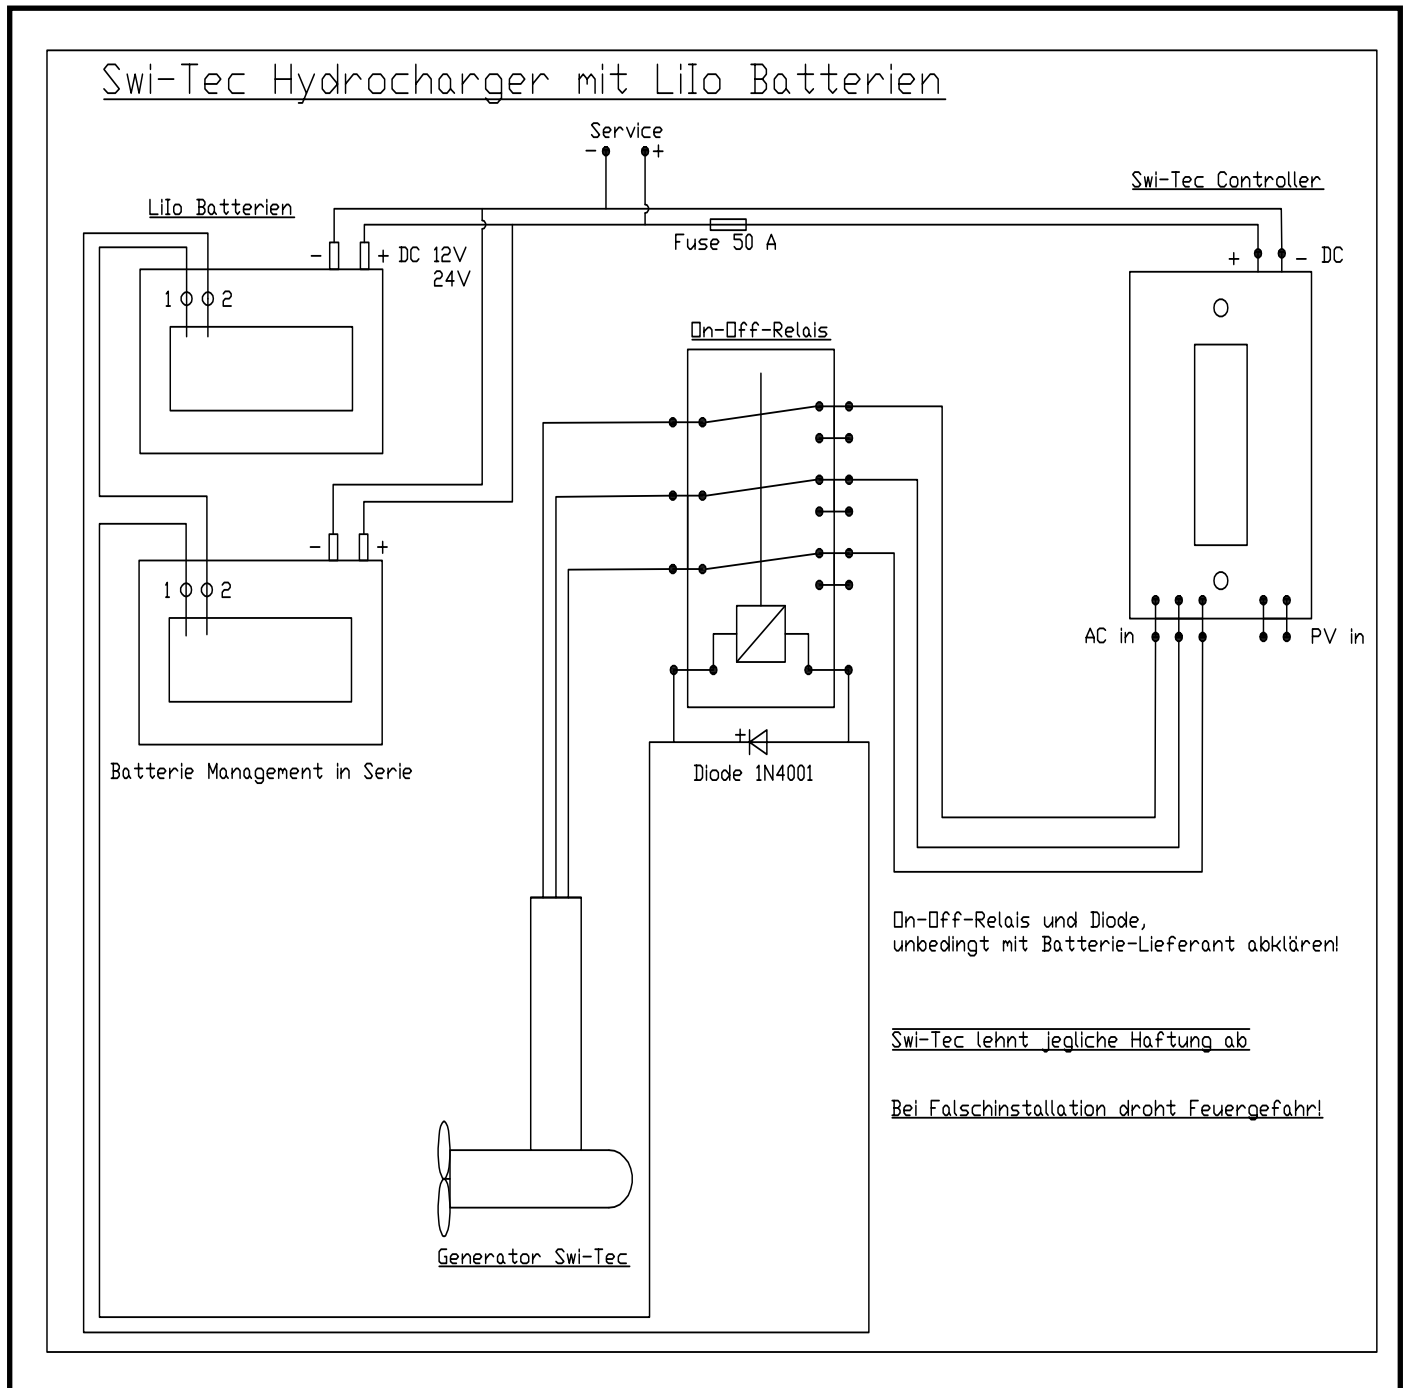 Swi-Tec Hydrocharger mit LiIo Batterien
Service
- +
Swi-Tec Controller
LiIo Batterien
Fuse 50 A
- + DC 12V
24V
+ - DC
1 2
On-Off-Relais
- +
1 2
AC in
PV in
+
Batterie Management in Serie
Diode 1N4001
On-Off-Relais und Diode,
unbedingt mit Batterie-Lieferant abklären!
Swi-Tec lehnt jegliche Haftung ab
Bei Falschinstallation droht Feuergefahr!
Generator Swi-Tec